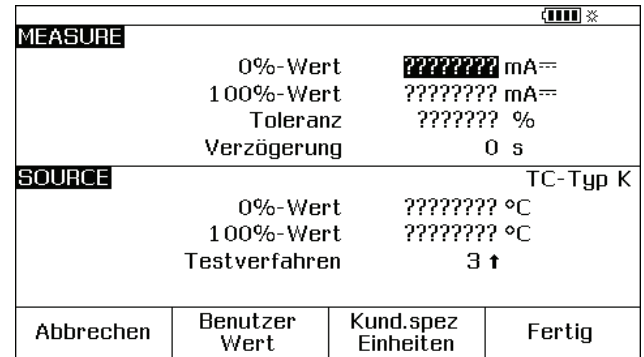 MEASURE
0%-Wert ???????? mA
100%-Wert ???????? mA
Toleranz ??????? %
Verzögerung 0 s
SOURCE TC-Typ K
0%-Wert ???????? °C
100%-Wert ???????? °C
Testverfahren 3 ↑
Abbrechen
Benutzer
Wert
Kund.spez
Einheiten
Fertig